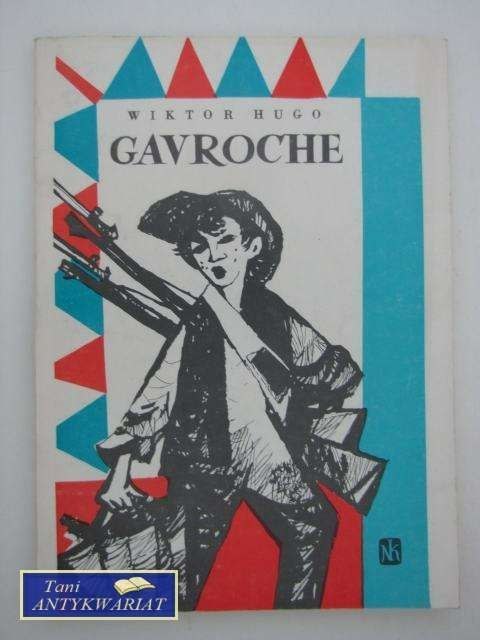 WIKTOR HUGO
GAVROCHE
NK
Tani
ANTYKWARIAT